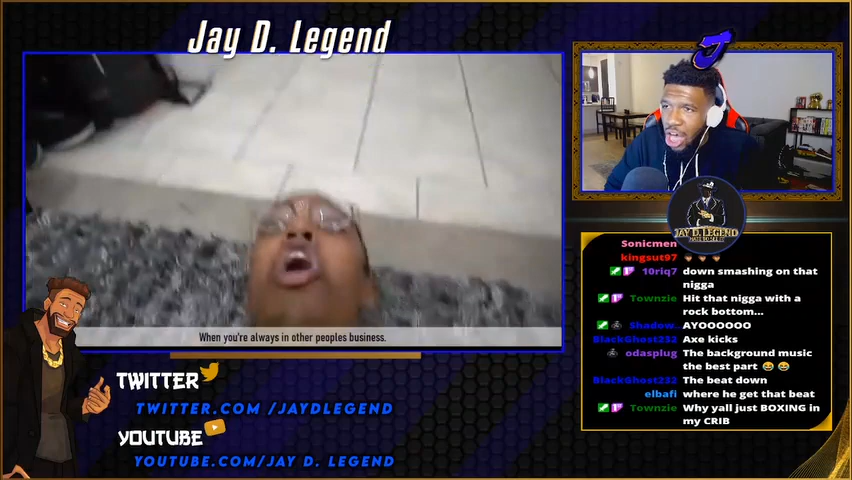 Jay D. Legend
J
When you're always in other peoples business.
JAY D. LEGEND
Sonicmen
kingsut97
10riq7 down smashing on that
nigga
Townzie Hit that nigga with a
rock bottom...
Shadow.. AYOOOOOO
BlackGhost232 Axe kicks
odasplug The background music
the best part 😂 😂
BlackGhost232 The beat down
elbafi where he get that beat
Townzie Why yall just BOXING in
my CRIB
TWITTER
TWITTER.COM /JAYDLEGEND
YOUTUBE
YOUTUBE.COM/JAY D. LEGEND